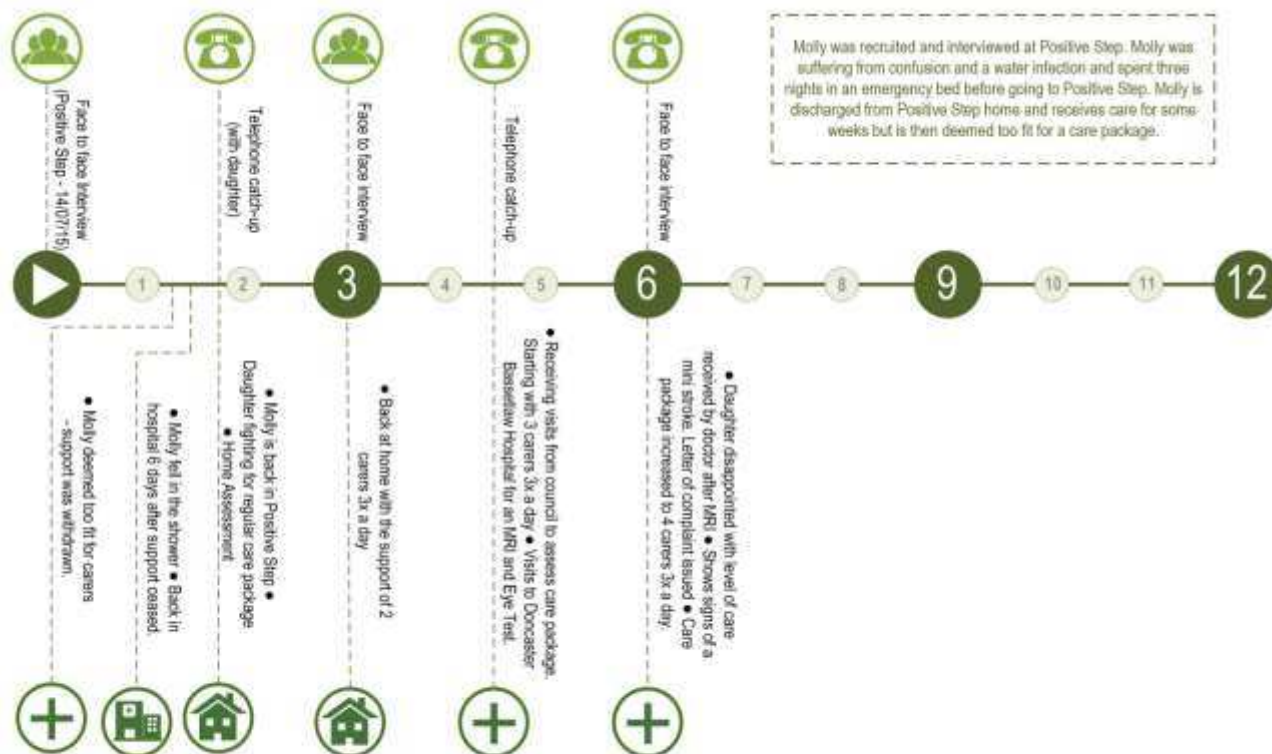 Molly was recruited and interviewed at Positive Step. Molly was
suffering from confusion and a water infection and spent three
nights in an emergency bed before going to Positive Step. Molly is
discharged from Positive Step home and receives care for some
weeks but is then deemed too fit for a care package.
Face to face Interview
(Positive Step - 14/07/15)
Telephone catch-up
(with daughter)
Face to face interview
Telephone catch-up
Face to face interview
1
2
3
4
5
6
7
8
9
10
11
12
● Molly deemed too fit for carers
- support was withdrawn.
● Molly fell in the shower ● Back in
hospital 6 days after support ceased.
● Molly is back in Positive Step ●
Daughter fighting for regular care package
● Home Assessment
● Back at home with the support of 2
carers 3x a day
● Receiving visits from council to assess care package.
Starting with 3 carers 3x a day ● Visits to Doncaster
Bassetlaw Hospital for an MRI and Eye Test.
● Daughter disappointed with level of care
received by doctor after MRI ● Shows signs of a
mini stroke. Letter of complaint issued ● Care
package increased to 4 carers 3x a day.